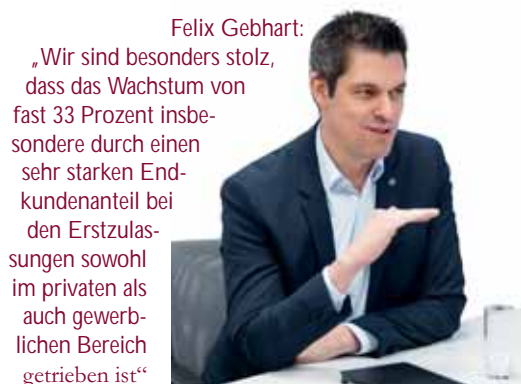 Felix Gebhart:
„Wir sind besonders stolz,
dass das Wachstum von
fast 33 Prozent insbe-
sondere durch einen
sehr starken End-
kundenanteil bei
den Erstzulas-
sungen sowohl
im privaten als
auch gewerb-
lichen Bereich
getrieben ist“